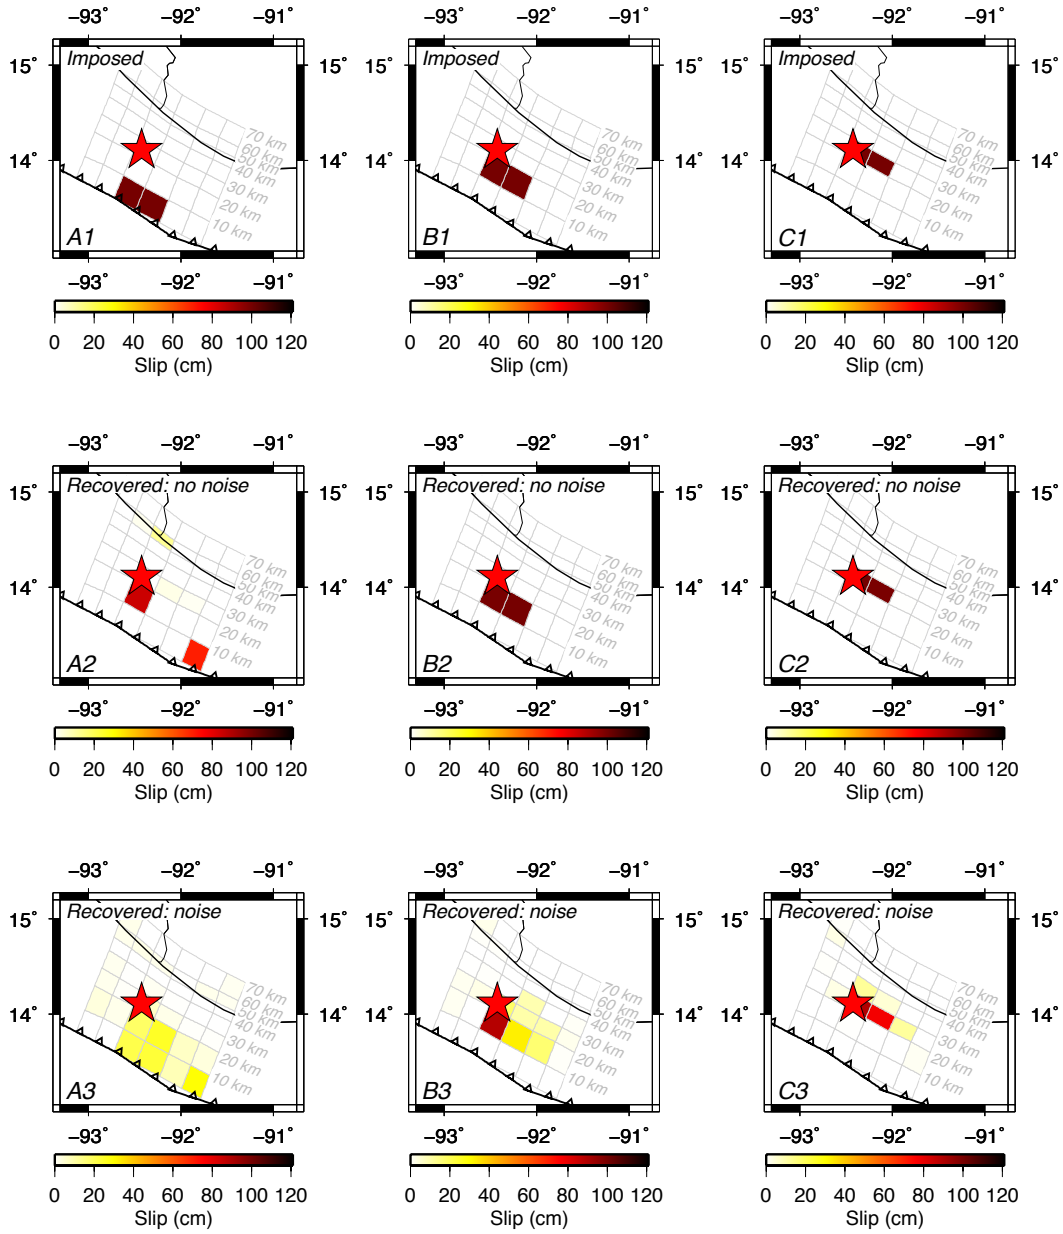 −93˚ −92˚ −91˚ −93˚ −92˚ −91˚ −93˚ −92˚ −91˚
15˚ Imposed 15˚ Imposed 15˚ Imposed 15˚
70 km 70 km 70 km
60 km 60 km 60 km
50 km 50 km 50 km
14˚ 40 km 14˚ 40 km 14˚ 40 km 14˚
30 km 30 km 30 km
20 km 20 km 20 km
10 km 10 km 10 km
A1 B1 C1
−93˚ −92˚ −91˚ −93˚ −92˚ −91˚ −93˚ −92˚ −91˚
0 20 40 60 80 100 120 0 20 40 60 80 100 120 0 20 40 60 80 100 120
Slip (cm) Slip (cm) Slip (cm)
−93˚ −92˚ −91˚ −93˚ −92˚ −91˚ −93˚ −92˚ −91˚
15˚ Recovered: no noise 15˚ Recovered: no noise 15˚ Recovered: no noise 15˚
70 km 70 km 70 km
60 km 60 km 60 km
50 km 50 km 50 km
14˚ 40 km 14˚ 40 km 14˚ 40 km 14˚
30 km 30 km 30 km
20 km 20 km 20 km
10 km 10 km 10 km
A2 B2 C2
−93˚ −92˚ −91˚ −93˚ −92˚ −91˚ −93˚ −92˚ −91˚
0 20 40 60 80 100 120 0 20 40 60 80 100 120 0 20 40 60 80 100 120
Slip (cm) Slip (cm) Slip (cm)
−93˚ −92˚ −91˚ −93˚ −92˚ −91˚ −93˚ −92˚ −91˚
15˚ Recovered: noise 15˚ Recovered: noise 15˚ Recovered: noise 15˚
70 km 70 km 70 km
60 km 60 km 60 km
50 km 50 km 50 km
14˚ 40 km 14˚ 40 km 14˚ 40 km 14˚
30 km 30 km 30 km
20 km 20 km 20 km
10 km 10 km 10 km
A3 B3 C3
−93˚ −92˚ −91˚ −93˚ −92˚ −91˚ −93˚ −92˚ −91˚
0 20 40 60 80 100 120 0 20 40 60 80 100 120 0 20 40 60 80 100 120
Slip (cm) Slip (cm) Slip (cm)